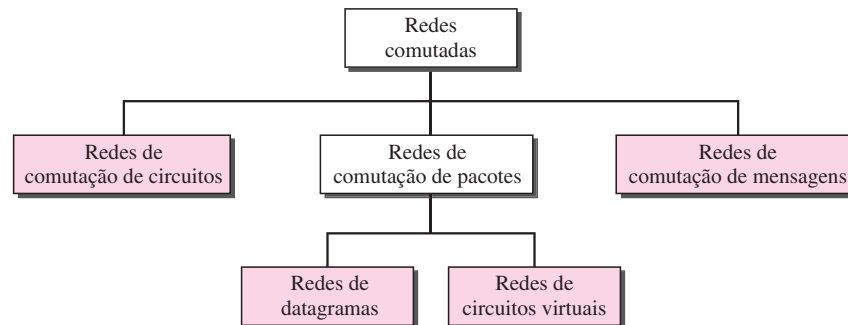 Redes
comutadas
Redes de
comutação de circuitos
Redes de
comutação de pacotes
Redes de
comutação de mensagens
Redes de
datagramas
Redes de
circuitos virtuais